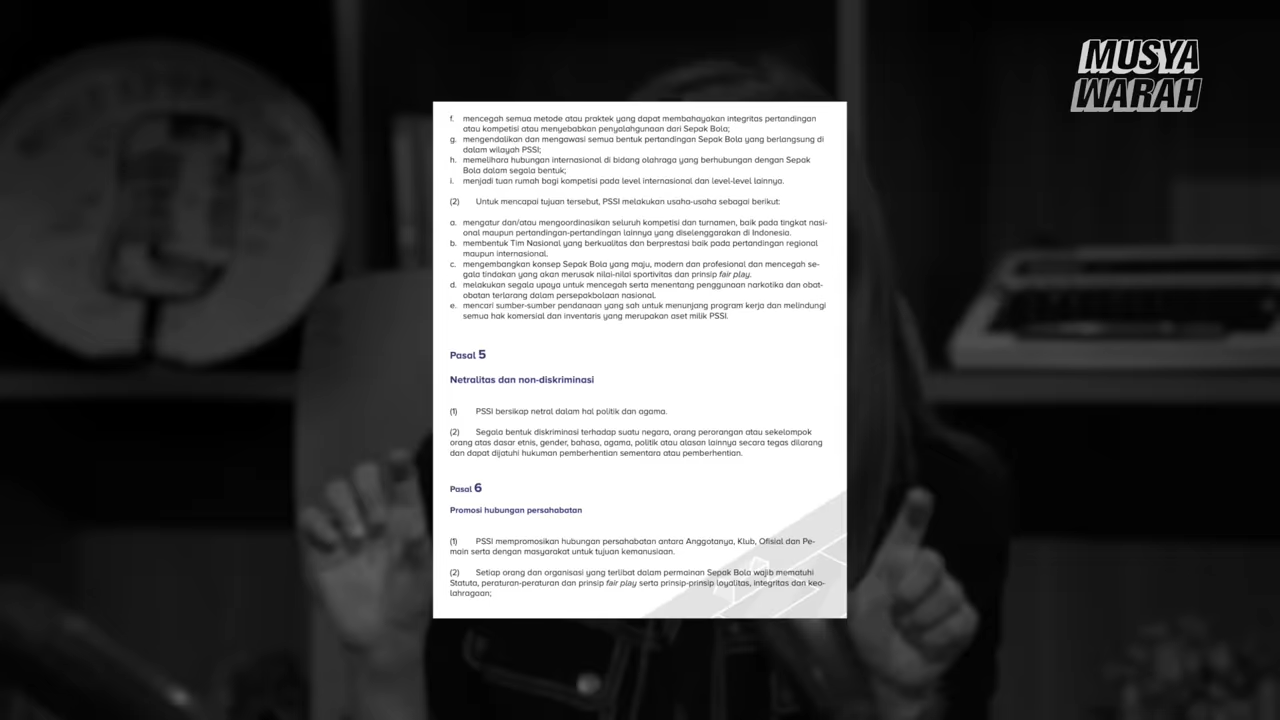 MUSYA
WARAH
f. mencegah semua metode atau praktek yang dapat membahayakan integritas pertandingan
atau kompetisi atau menyebabkan penyalahgunaan dari Sepak Bola;
g. mengendalikan dan mengawasi semua bentuk pertandingan Sepak Bola yang berlangsung di
dalam wilayah PSSI;
h. memelihara hubungan internasional di bidang olahraga yang berhubungan dengan Sepak
Bola dalam segala bentuk;
i. menjadi tuan rumah bagi kompetisi pada level internasional dan level-level lainnya.
(2) Untuk mencapai tujuan tersebut, PSSI melakukan usaha-usaha sebagai berikut:
a. mengatur dan/atau mengoordinasikan seluruh kompetisi dan turnamen, baik pada tingkat nasi-
onal maupun pertandingan-pertandingan lainnya yang diselenggarakan di Indonesia.
b. membentuk Tim Nasional yang berkualitas dan berprestasi baik pada pertandingan regional
maupun internasional.
c. mengembangkan konsep Sepak Bola yang maju, modern dan profesional dan mencegah se-
gala tindakan yang akan merusak nilai-nilai sportivitas dan prinsip fair play.
d. melakukan segala upaya untuk mencegah serta menentang penggunaan narkotika dan obat-
obatan terlarang dalam persepakbolaan nasional.
e. mencari sumber-sumber pendanaan yang sah untuk menunjang program kerja dan melindungi
semua hak komersial dan inventaris yang merupakan aset milik PSSI.
Pasal 5
Netralitas dan non-diskriminasi
(1) PSSI bersikap netral dalam hal politik dan agama.
(2) Segala bentuk diskriminasi terhadap suatu negara, orang perorangan atau sekelompok
orang atas dasar etnis, gender, bahasa, agama, politik atau alasan lainnya secara tegas dilarang
dan dapat dijatuhi hukuman pemberhentian sementara atau pemberhentian.
Pasal 6
Promosi hubungan persahabatan
(1) PSSI mempromosikan hubungan persahabatan antara Anggotanya, Klub, Ofisial dan Pe-
main serta dengan masyarakat untuk tujuan kemanusiaan.
(2) Setiap orang dan organisasi yang terlibat dalam permainan Sepak Bola wajib mematuhi
Statuta, peraturan-peraturan dan prinsip fair play serta prinsip-prinsip loyalitas, integritas dan keo-
lahragaan;